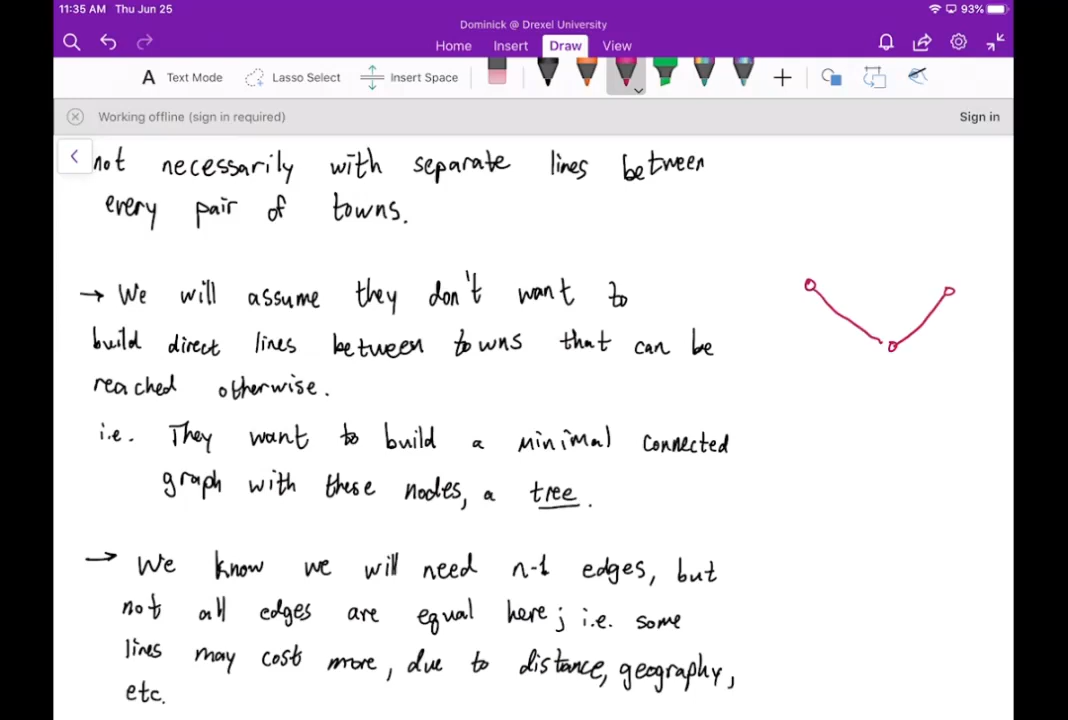 11:35 AM Thu Jun 25
93%
Dominick @ Drexel University
Home Insert Draw View
Text Mode Lasso Select Insert Space
Working offline (sign in required) Sign in
not necessarily with separate lines between
every pair of towns.
→ We will assume they don't want to
build direct lines between towns that can be
reached otherwise.
i.e. They want to build a minimal connected
graph with these nodes, a tree.
→ We know we will need n-1 edges, but
not all edges are equal here; i.e. some
lines may cost more, due to distance, geography,
etc.